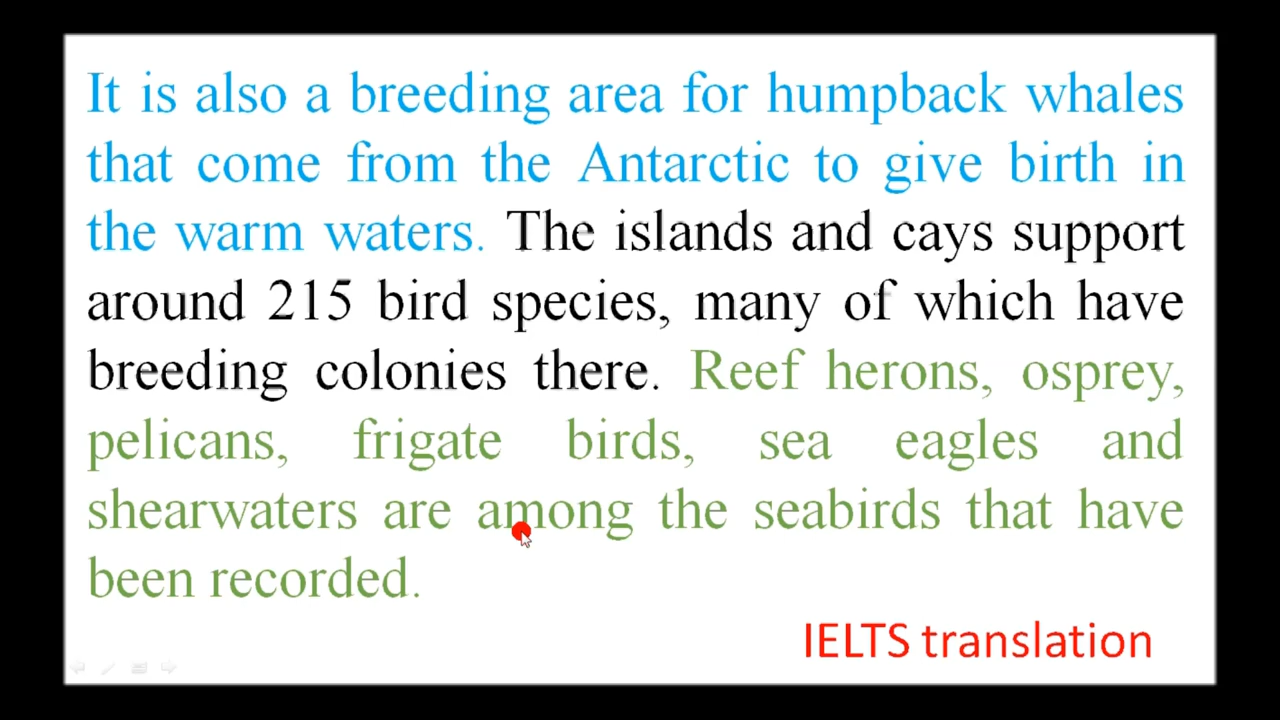 It is also a breeding area for humpback whales
that come from the Antarctic to give birth in
the warm waters. The islands and cays support
around 215 bird species, many of which have
breeding colonies there. Reef herons, osprey,
pelicans, frigate birds, sea eagles and
shearwaters are among the seabirds that have
been recorded.
IELTS translation